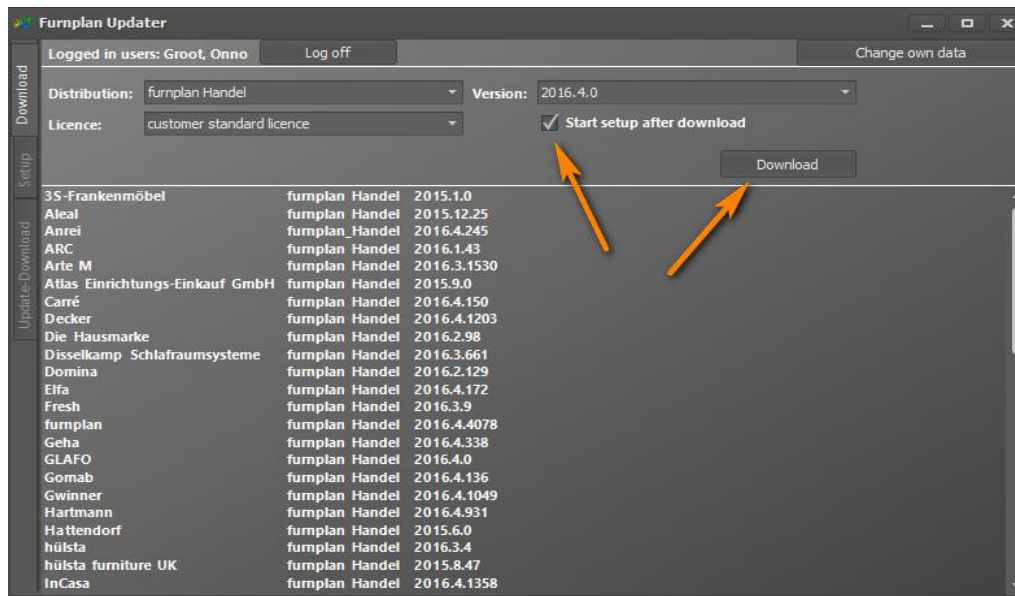 Furnplan Updater
Logged in users: Groot, Onno Log off Change own data
Download
Setup
Update-Download
Distribution: furnplan Handel Version: 2016.4.0
Licence: customer standard licence Start setup after download
Download
3S-Frankenmöbel furnplan Handel 2015.1.0
Aleal furnplan Handel 2015.12.25
Anrei furnplan_Handel 2016.4.245
ARC furnplan Handel 2016.1.43
Arte M furnplan Handel 2016.3.1530
Atlas Einrichtungs-Einkauf GmbH furnplan Handel 2015.9.0
Carré furnplan Handel 2016.4.150
Decker furnplan Handel 2016.4.1203
Die Hausmarke furnplan Handel 2016.2.98
Disselkamp Schlafraumsysteme furnplan Handel 2016.3.661
Domina furnplan Handel 2016.2.129
Elfa furnplan Handel 2016.4.172
Fresh furnplan Handel 2016.3.9
furnplan furnplan Handel 2016.4.4078
Geha furnplan Handel 2016.4.338
GLAFO furnplan Handel 2016.4.0
Gomab furnplan Handel 2016.4.136
Gwinner furnplan Handel 2016.4.1049
Hartmann furnplan Handel 2016.4.931
Hattendorf furnplan Handel 2015.6.0
hülsta furnplan Handel 2016.3.4
hülsta furniture UK furnplan Handel 2015.8.47
InCasa furnplan Handel 2016.4.1358